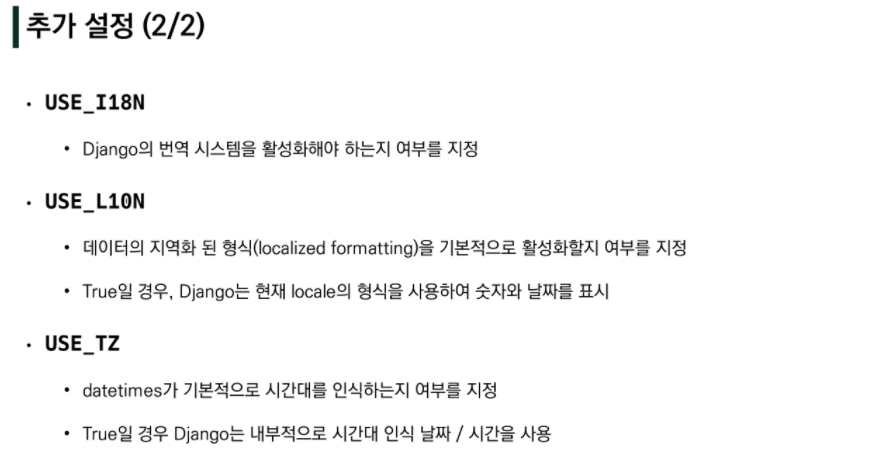 추가 설정 (2/2)
• USE_I18N
• Django의 번역 시스템을 활성화해야 하는지 여부를 지정
• USE_L10N
• 데이터의 지역화 된 형식(localized formatting)을 기본적으로 활성화할지 여부를 지정
• True일 경우, Django는 현재 locale의 형식을 사용하여 숫자와 날짜를 표시
• USE_TZ
• datetimes가 기본적으로 시간대를 인식하는지 여부를 지정
• True일 경우 Django는 내부적으로 시간대 인식 날짜 / 시간을 사용